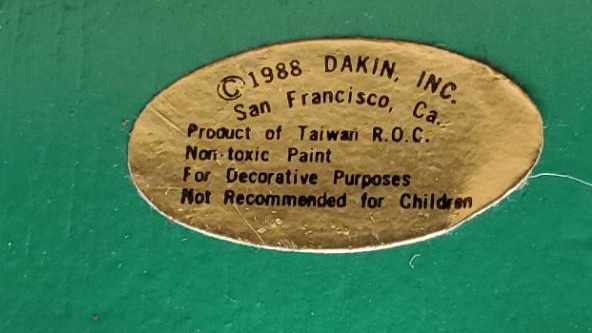 ©1988 DAKIN, INC.
San Francisco, Ca.
Product of Taiwan R.O.C.
Non-toxic Paint
For Decorative Purposes
Not Recommended for Children